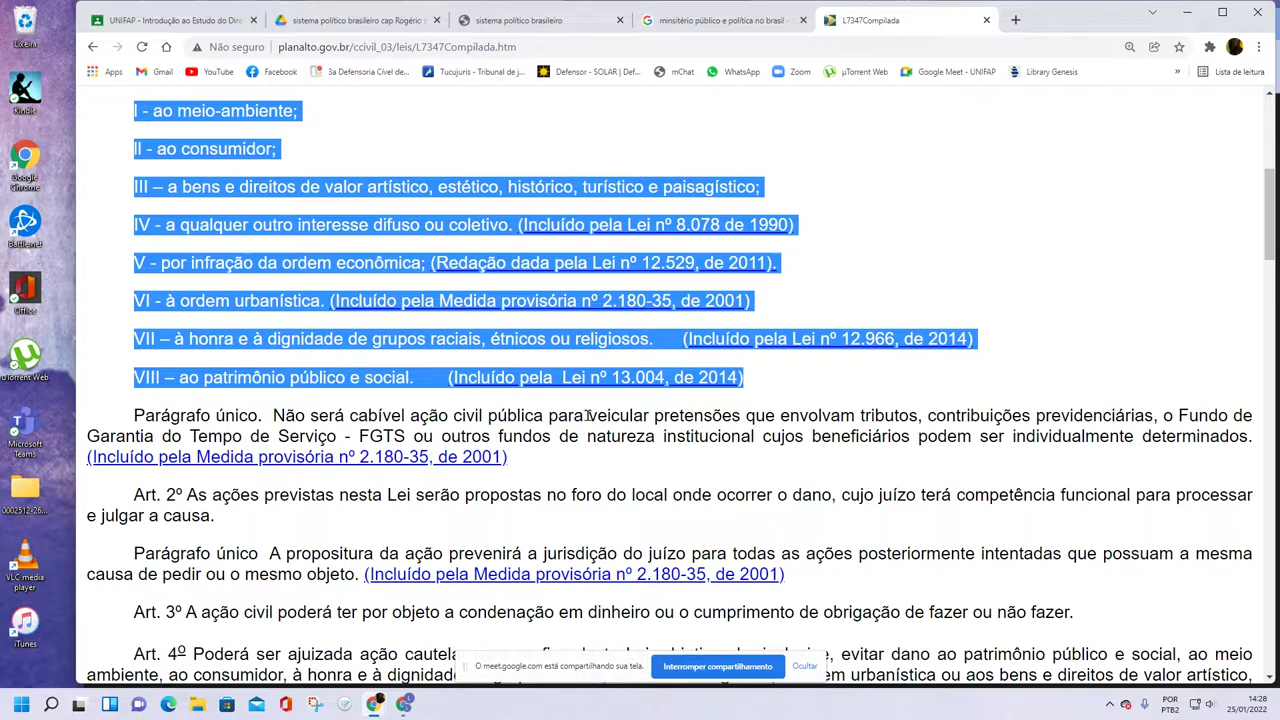 UNIFAP - Introdução ao Estudo do Dire
sistema político brasileiro cap Rogério
sistema político brasileiro
minsitério público e política no brasil -
L7347Compilada
Não seguro
planalto.gov.br/ccivil_03/leis/L7347Compilada.htm
Apps
Gmail
YouTube
Facebook
3a Defensoria Cível de...
Tucujuris - Tribunal de j...
Defensor - SOLAR | Def...
mChat
WhatsApp
Zoom
µTorrent Web
Google Meet - UNIFAP
Library Genesis
»
Lista de leitura
Lixeira
Kindle
Google Chrome
Battlenet
Office
uTorrent Web
Microsoft Teams
0002512-26...
VLC media player
iTunes
I - ao meio-ambiente;
II - ao consumidor;
III – a bens e direitos de valor artístico, estético, histórico, turístico e paisagístico;
IV - a qualquer outro interesse difuso ou coletivo. (Incluído pela Lei nº 8.078 de 1990)
V - por infração da ordem econômica; (Redação dada pela Lei nº 12.529, de 2011).
VI - à ordem urbanística. (Incluído pela Medida provisória nº 2.180-35, de 2001)
VII – à honra e à dignidade de grupos raciais, étnicos ou religiosos. (Incluído pela Lei nº 12.966, de 2014)
VIII – ao patrimônio público e social. (Incluído pela Lei nº 13.004, de 2014)
Parágrafo único. Não será cabível ação civil pública para veicular pretensões que envolvam tributos, contribuições previdenciárias, o Fundo de
Garantia do Tempo de Serviço - FGTS ou outros fundos de natureza institucional cujos beneficiários podem ser individualmente determinados.
(Incluído pela Medida provisória nº 2.180-35, de 2001)
Art. 2º As ações previstas nesta Lei serão propostas no foro do local onde ocorrer o dano, cujo juízo terá competência funcional para processar
e julgar a causa.
Parágrafo único A propositura da ação prevenirá a jurisdição do juízo para todas as ações posteriormente intentadas que possuam a mesma
causa de pedir ou o mesmo objeto. (Incluído pela Medida provisória nº 2.180-35, de 2001)
Art. 3º A ação civil poderá ter por objeto a condenação em dinheiro ou o cumprimento de obrigação de fazer ou não fazer.
Art. 4º Poderá ser ajuizada ação cautela evitar dano ao patrimônio público e social, ao meio
ambiente, ao consumidor, à honra e à dignidad em urbanística ou aos bens e direitos de valor artístico,
O meet.google.com está compartilhando sua tela.
Interromper compartilhamento
Ocultar
POR
PTB2
14:28
25/01/2022